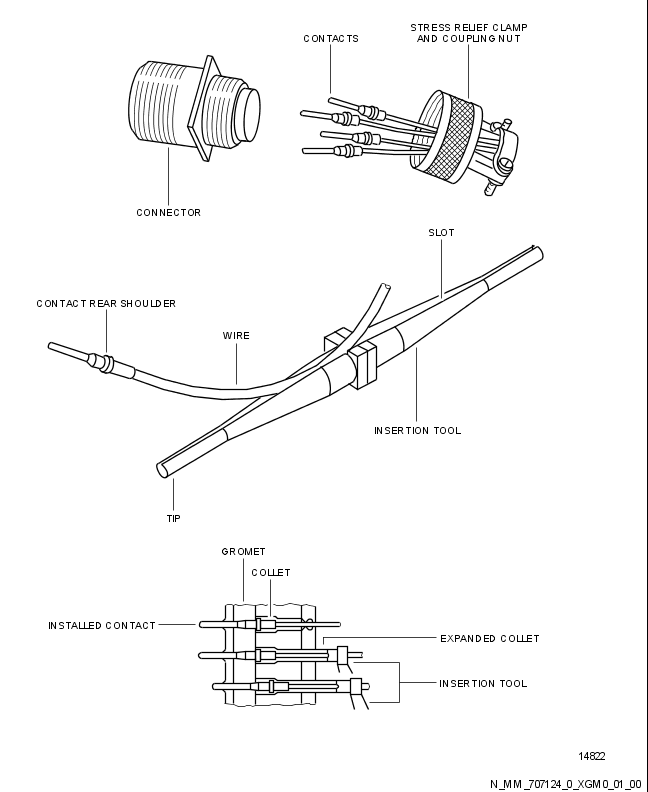 CONTACTS
STRESS RELIEF CLAMP
AND COUPLING NUT
CONNECTOR
SLOT
CONTACT REAR SHOULDER
WIRE
INSERTION TOOL
TIP
GROMET
COLLET
INSTALLED CONTACT
EXPANDED COLLET
INSERTION TOOL
14822
N_MM_707124_0_XGM0_01_00